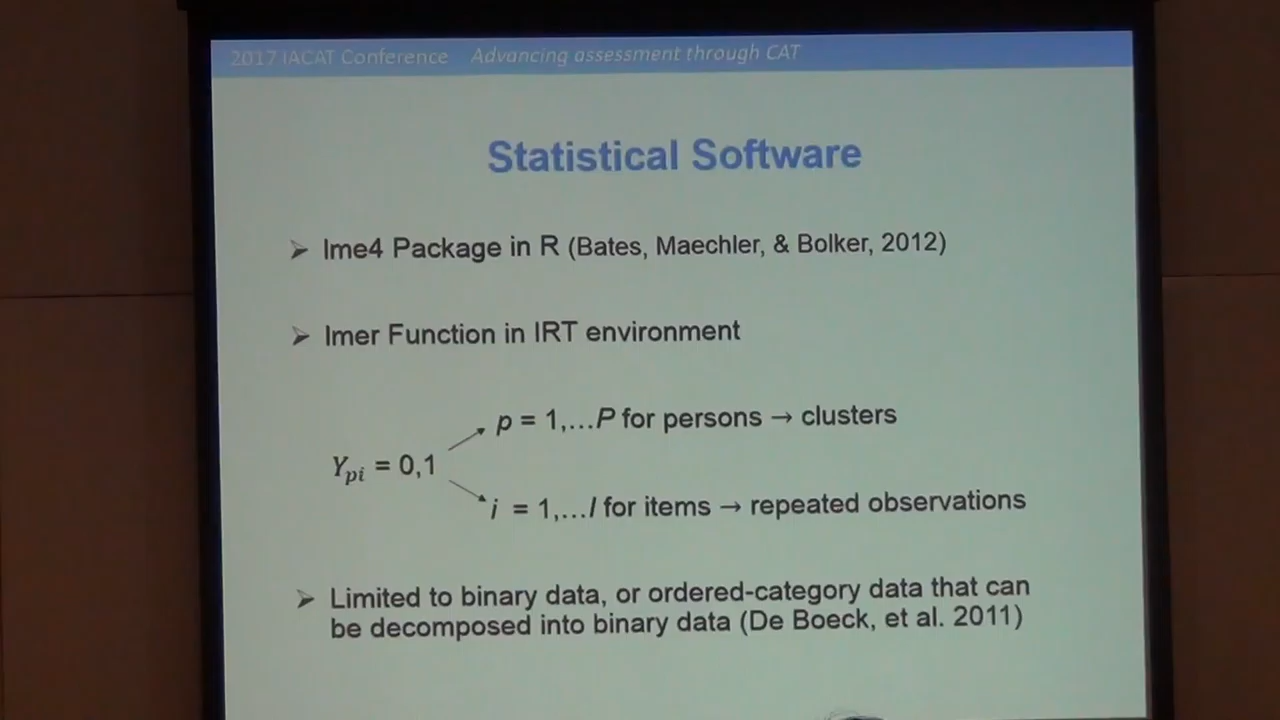 2017 IACAT Conference Advancing assessment through CAT
Statistical Software
➢ lme4 Package in R (Bates, Maechler, & Bolker, 2012)
➢ lmer Function in IRT environment
p = 1,…P for persons → clusters
Ypi = 0,1
i = 1,…I for items → repeated observations
➢ Limited to binary data, or ordered-category data that can
be decomposed into binary data (De Boeck, et al. 2011)